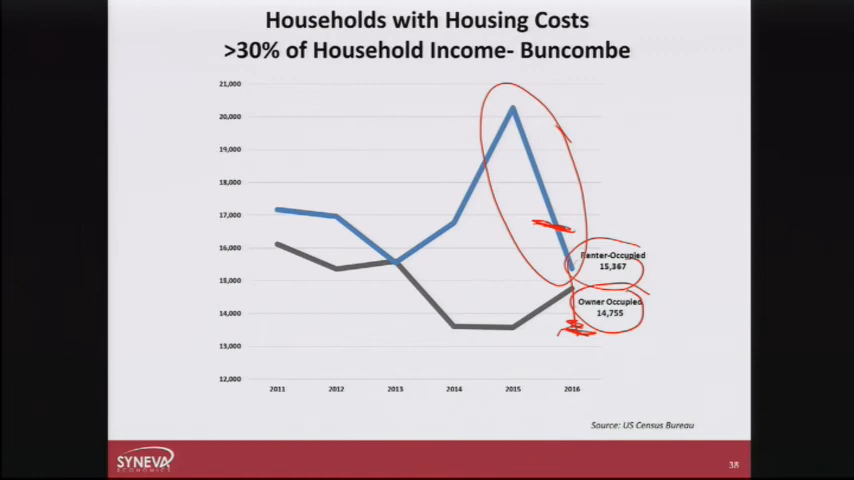 Households with Housing Costs
>30% of Household Income- Buncombe
21,000
20,000
19,000
18,000
17,000
16,000
15,000
14,000
13,000
12,000
2011 2012 2013 2014 2015 2016
Renter-Occupied
15,367
Owner Occupied
14,755
Source: US Census Bureau
SYNEVA
ECONOMICS
38